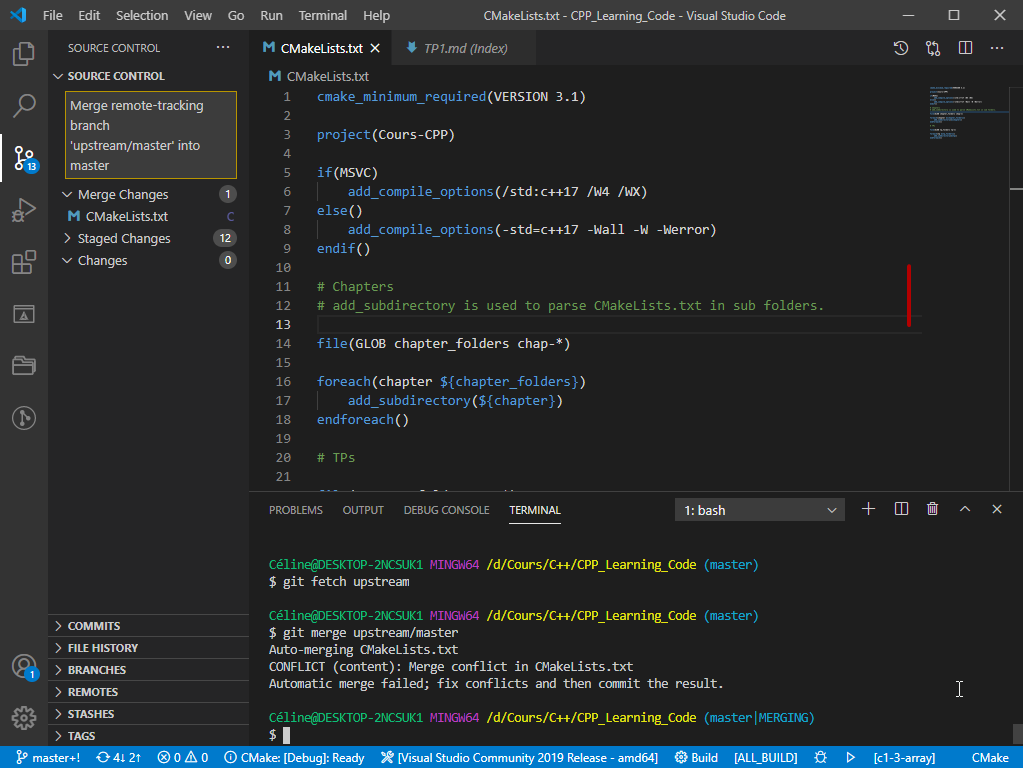 File Edit Selection View Go Run Terminal Help CMakeLists.txt - CPP_Learning_Code - Visual Studio Code
SOURCE CONTROL
CMakeLists.txt
TP1.md (Index)
SOURCE CONTROL
CMakeLists.txt
Merge remote-tracking
branch
'upstream/master' into
master
Merge Changes 1
CMakeLists.txt C
Staged Changes 12
Changes 0
13
1 cmake_minimum_required(VERSION 3.1)
2
3 project(Cours-CPP)
4
5 if(MSVC)
6 add_compile_options(/std:c++17 /W4 /WX)
7 else()
8 add_compile_options(-std=c++17 -Wall -W -Werror)
9 endif()
10
11 # Chapters
12 # add_subdirectory is used to parse CMakeLists.txt in sub folders.
13
14 file(GLOB chapter_folders chap-*)
15
16 foreach(chapter ${chapter_folders})
17 add_subdirectory(${chapter})
18 endforeach()
19
20 # TPs
21
PROBLEMS OUTPUT DEBUG CONSOLE TERMINAL 1: bash
Céline@DESKTOP-2NCSUK1 MINGW64 /d/Cours/C++/CPP_Learning_Code (master)
$ git fetch upstream
Céline@DESKTOP-2NCSUK1 MINGW64 /d/Cours/C++/CPP_Learning_Code (master)
$ git merge upstream/master
Auto-merging CMakeLists.txt
CONFLICT (content): Merge conflict in CMakeLists.txt
Automatic merge failed; fix conflicts and then commit the result.
Céline@DESKTOP-2NCSUK1 MINGW64 /d/Cours/C++/CPP_Learning_Code (master|MERGING)
$
COMMITS
FILE HISTORY
BRANCHES
REMOTES
STASHES
TAGS
1
master+! 4↓ 2↑ 0 0 CMake: [Debug]: Ready [Visual Studio Community 2019 Release - amd64] Build [ALL_BUILD] [c1-3-array] CMake